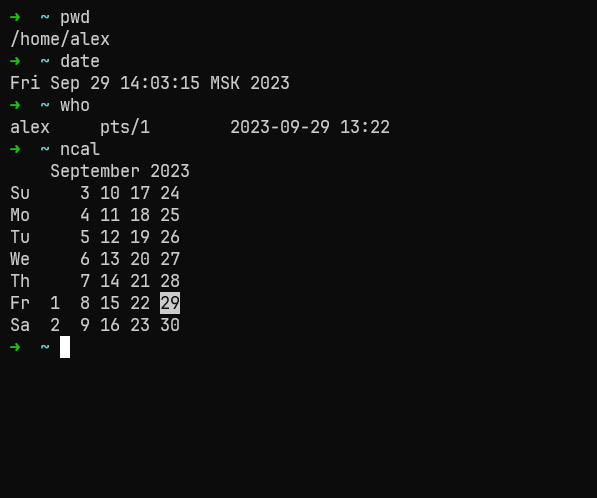 ➜  ~ pwd
/home/alex
➜  ~ date
Fri Sep 29 14:03:15 MSK 2023
➜  ~ who
alex     pts/1        2023-09-29 13:22
➜  ~ ncal
    September 2023
Su     3 10 17 24
Mo     4 11 18 25
Tu     5 12 19 26
We     6 13 20 27
Th     7 14 21 28
Fr  1  8 15 22 29
Sa  2  9 16 23 30
➜  ~